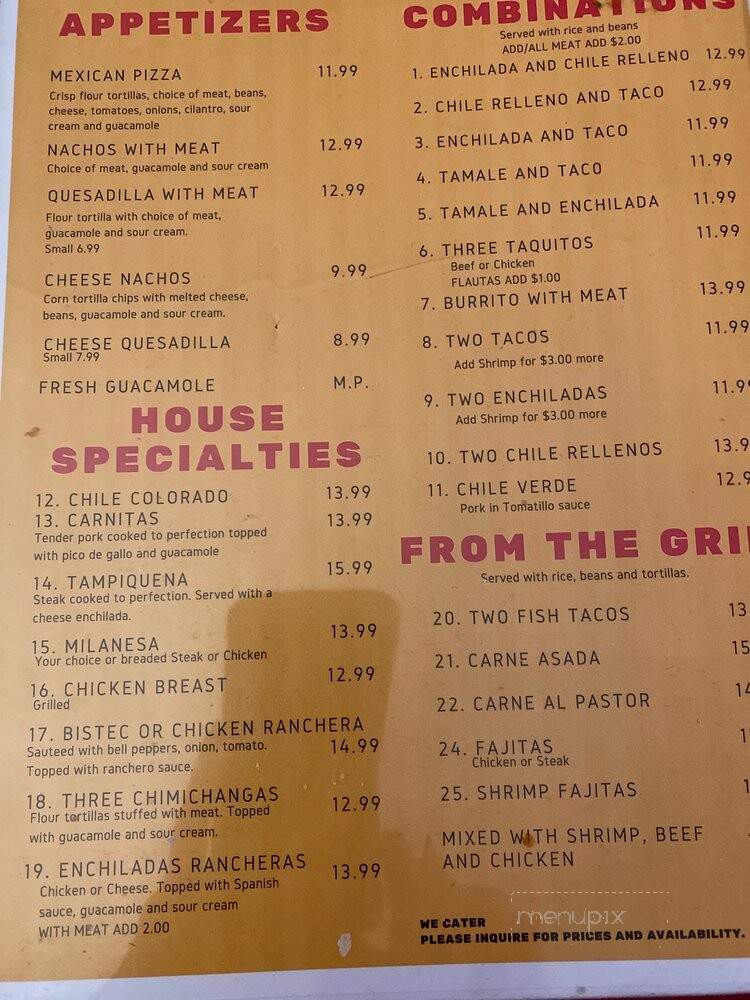 APPETIZERS
MEXICAN PIZZA 11.99
Crisp flour tortillas, choice of meat, beans,
cheese, tomatoes, onions, cilantro, sour
cream and guacamole
NACHOS WITH MEAT 12.99
Choice of meat, guacamole and sour cream
QUESADILLA WITH MEAT 12.99
Flour tortilla with choice of meat,
guacamole and sour cream.
Small 6.99
CHEESE NACHOS 9.99
Corn tortilla chips with melted cheese,
beans, guacamole and sour cream.
CHEESE QUESADILLA 8.99
Small 7.99
FRESH GUACAMOLE M.P.
HOUSE
SPECIALTIES
12. CHILE COLORADO 13.99
13. CARNITAS 13.99
Tender pork cooked to perfection topped
with pico de gallo and guacamole
14. TAMPIQUENA 15.99
Steak cooked to perfection. Served with a
cheese enchilada.
15. MILANESA 13.99
Your choice or breaded Steak or Chicken
16. CHICKEN BREAST 12.99
Grilled
17. BISTEC OR CHICKEN RANCHERA
Sauteed with bell peppers, onion, tomato. 14.99
Topped with ranchero sauce.
18. THREE CHIMICHANGAS 12.99
Flour tortillas stuffed with meat. Topped
with guacamole and sour cream.
19. ENCHILADAS RANCHERAS 13.99
Chicken or Cheese. Topped with Spanish
sauce, guacamole and sour cream
WITH MEAT ADD 2.00
COMBINATIONS
Served with rice and beans
ADD/ALL MEAT ADD $2.00
1. ENCHILADA AND CHILE RELLENO 12.99
2. CHILE RELLENO AND TACO 12.99
3. ENCHILADA AND TACO 11.99
4. TAMALE AND TACO 11.99
5. TAMALE AND ENCHILADA 11.99
6. THREE TAQUITOS 11.99
Beef or Chicken
FLAUTAS ADD $1.00
7. BURRITO WITH MEAT 13.99
8. TWO TACOS 11.99
Add Shrimp for $3.00 more
9. TWO ENCHILADAS 11.99
Add Shrimp for $3.00 more
10. TWO CHILE RELLENOS 13.9
11. CHILE VERDE 12.9
Pork in Tomatillo sauce
FROM THE GRI
Served with rice, beans and tortillas.
20. TWO FISH TACOS 13
21. CARNE ASADA 15
22. CARNE AL PASTOR 14
24. FAJITAS 1
Chicken or Steak
25. SHRIMP FAJITAS 1
MIXED WITH SHRIMP, BEEF
AND CHICKEN
menupix
WE CATER
PLEASE INQUIRE FOR PRICES AND AVAILABILITY.